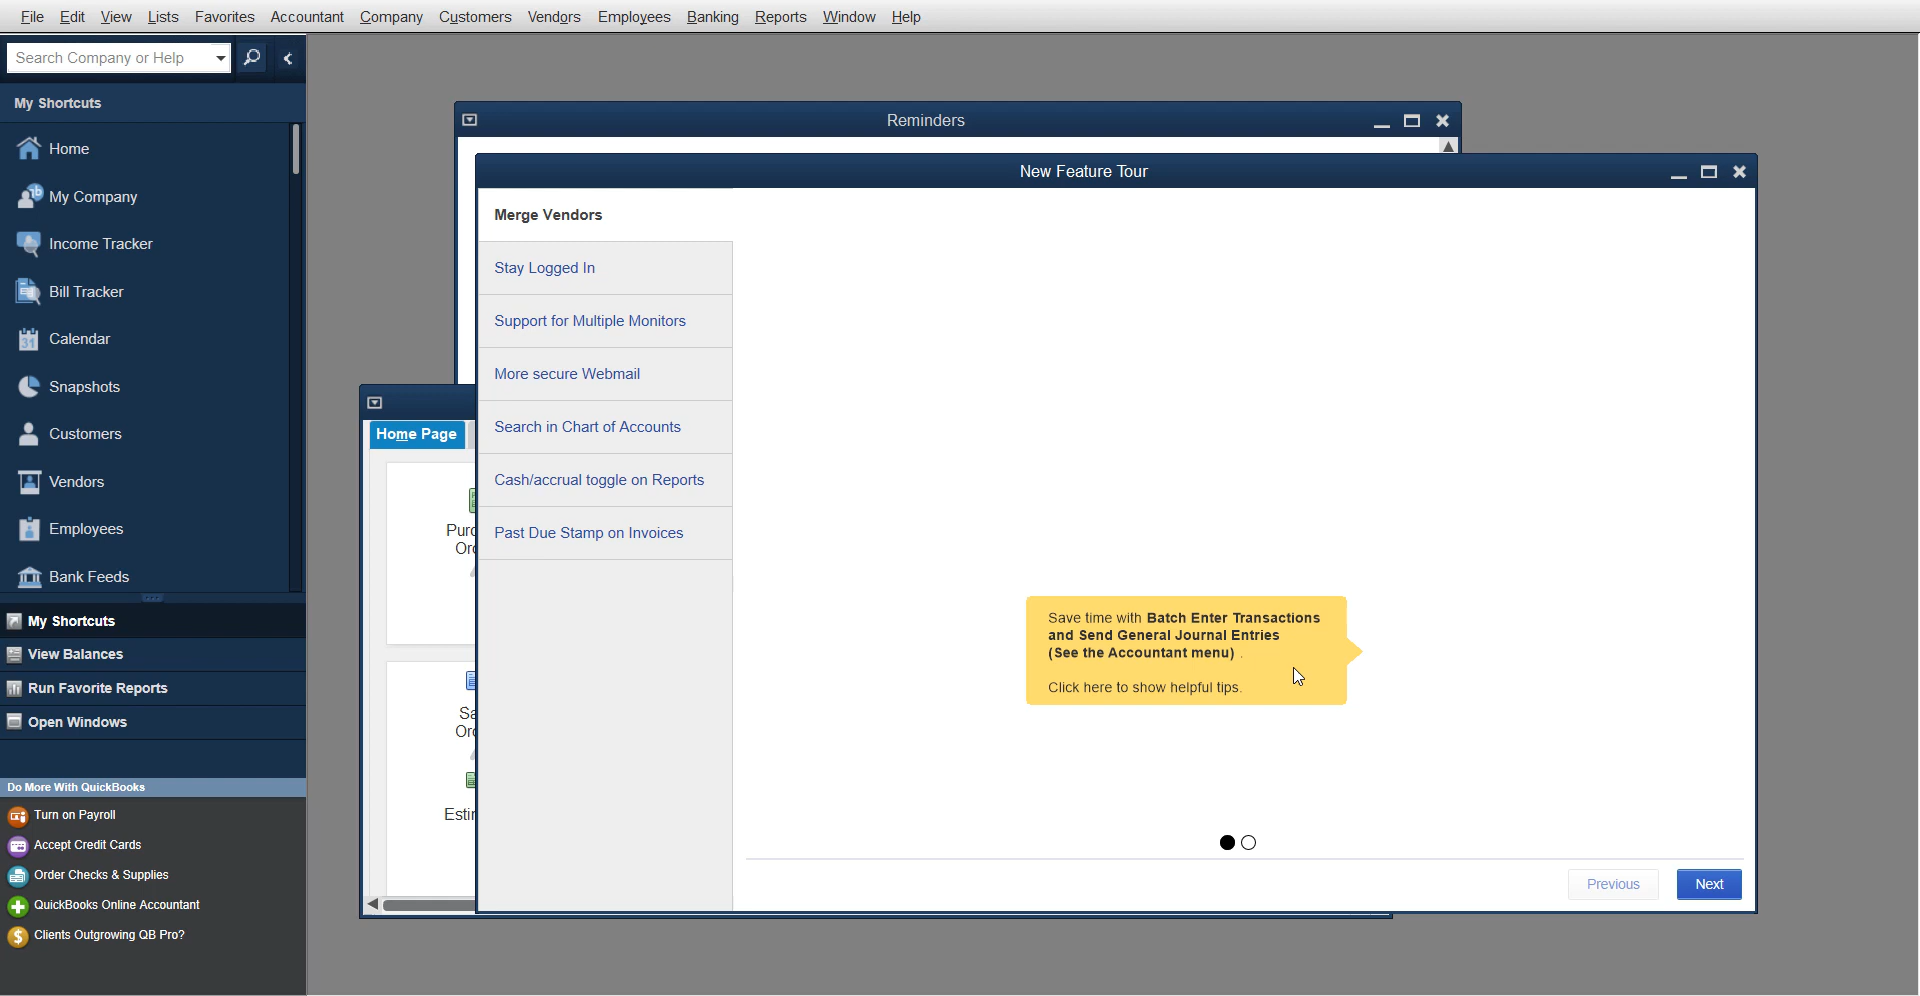 File Edit View Lists Favorites Accountant Company Customers Vendors Employees Banking Reports Window Help
Search Company or Help
My Shortcuts
Home
My Company
Income Tracker
Bill Tracker
Calendar
31
Snapshots
Customers
Vendors
Employees
Bank Feeds
My Shortcuts
View Balances
Run Favorite Reports
Open Windows
Do More With QuickBooks
Turn on Payroll
Accept Credit Cards
Order Checks & Supplies
QuickBooks Online Accountant
Clients Outgrowing QB Pro?
Reminders
New Feature Tour
Merge Vendors
Stay Logged In
Support for Multiple Monitors
More secure Webmail
Search in Chart of Accounts
Cash/accrual toggle on Reports
Past Due Stamp on Invoices
Home Page
Purc
Orc
Sa
Orc
Estir
Save time with Batch Enter Transactions
and Send General Journal Entries
(See the Accountant menu) .
Click here to show helpful tips.
Previous Next